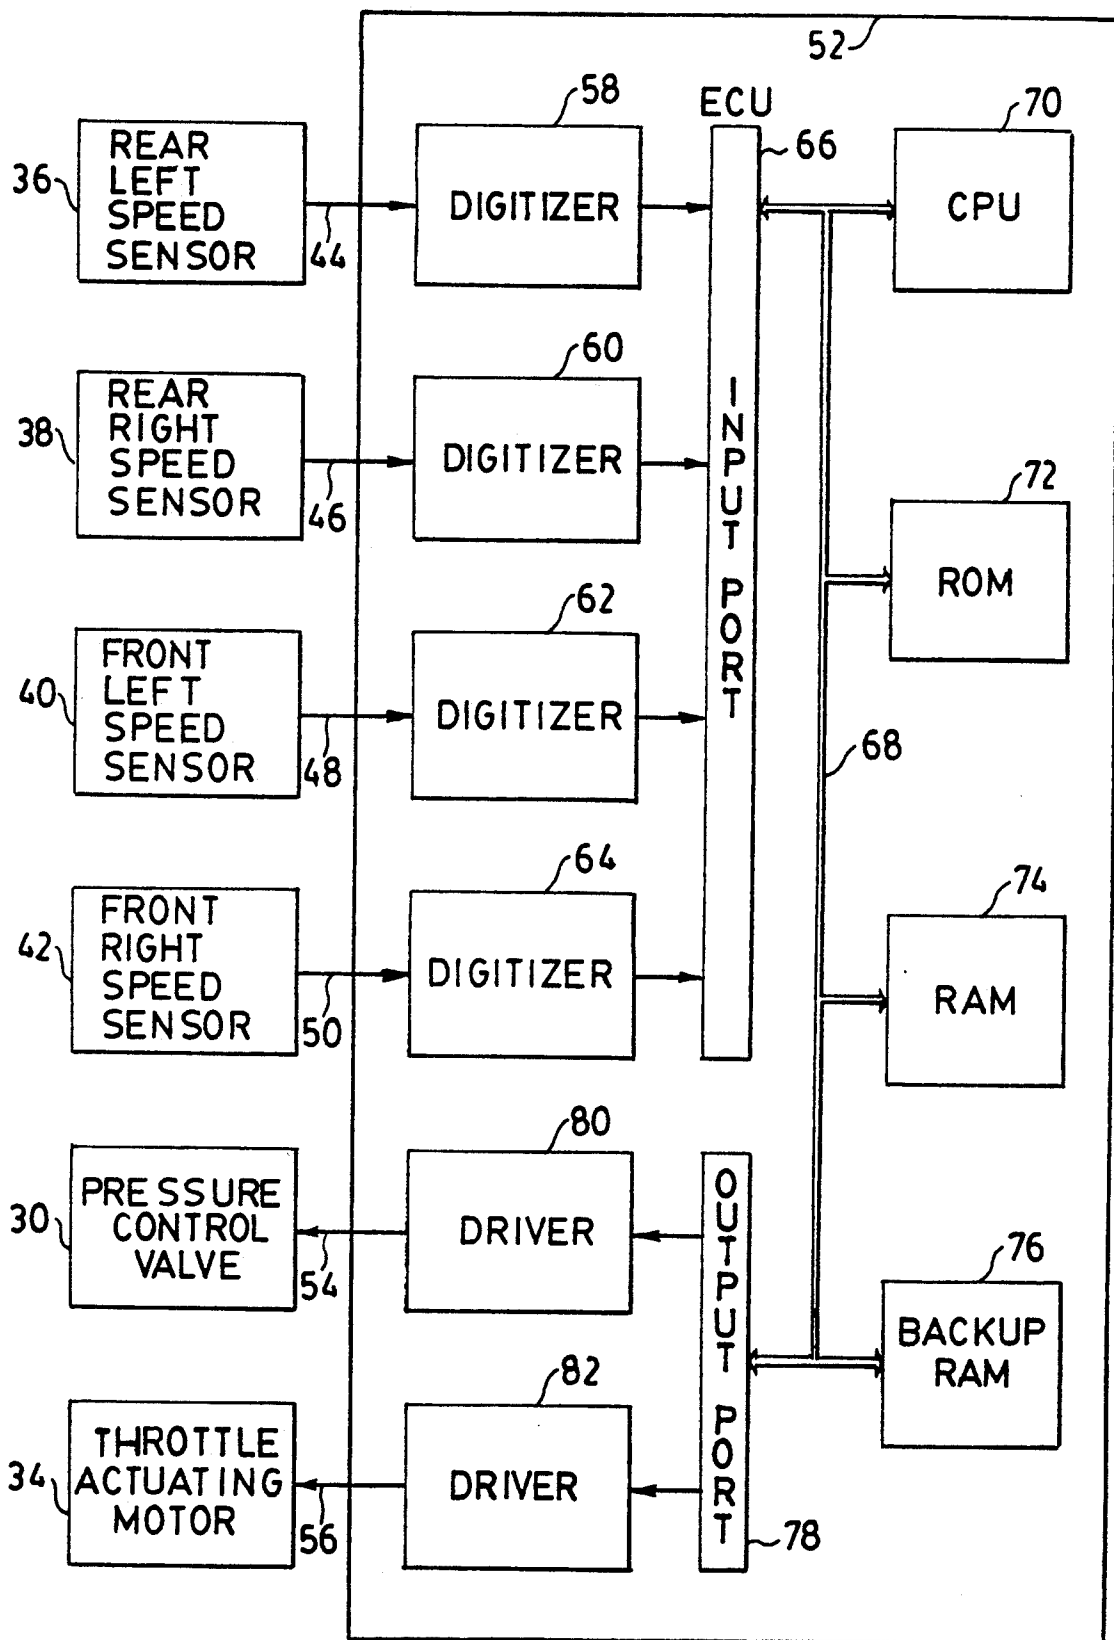 52
ECU
58
66
70
36
REAR
LEFT
SPEED
SENSOR
44
DIGITIZER
CPU
60
38
REAR
RIGHT
SPEED
SENSOR
46
DIGITIZER
INPUT PORT
72
ROM
62
40
FRONT
LEFT
SPEED
SENSOR
48
DIGITIZER
68
64
42
FRONT
RIGHT
SPEED
SENSOR
50
DIGITIZER
74
RAM
80
30
PRESSURE
CONTROL
VALVE
54
DRIVER
OUTPUT PORT
76
BACKUP
RAM
82
34
THROTTLE
ACTUATING
MOTOR
56
DRIVER
78